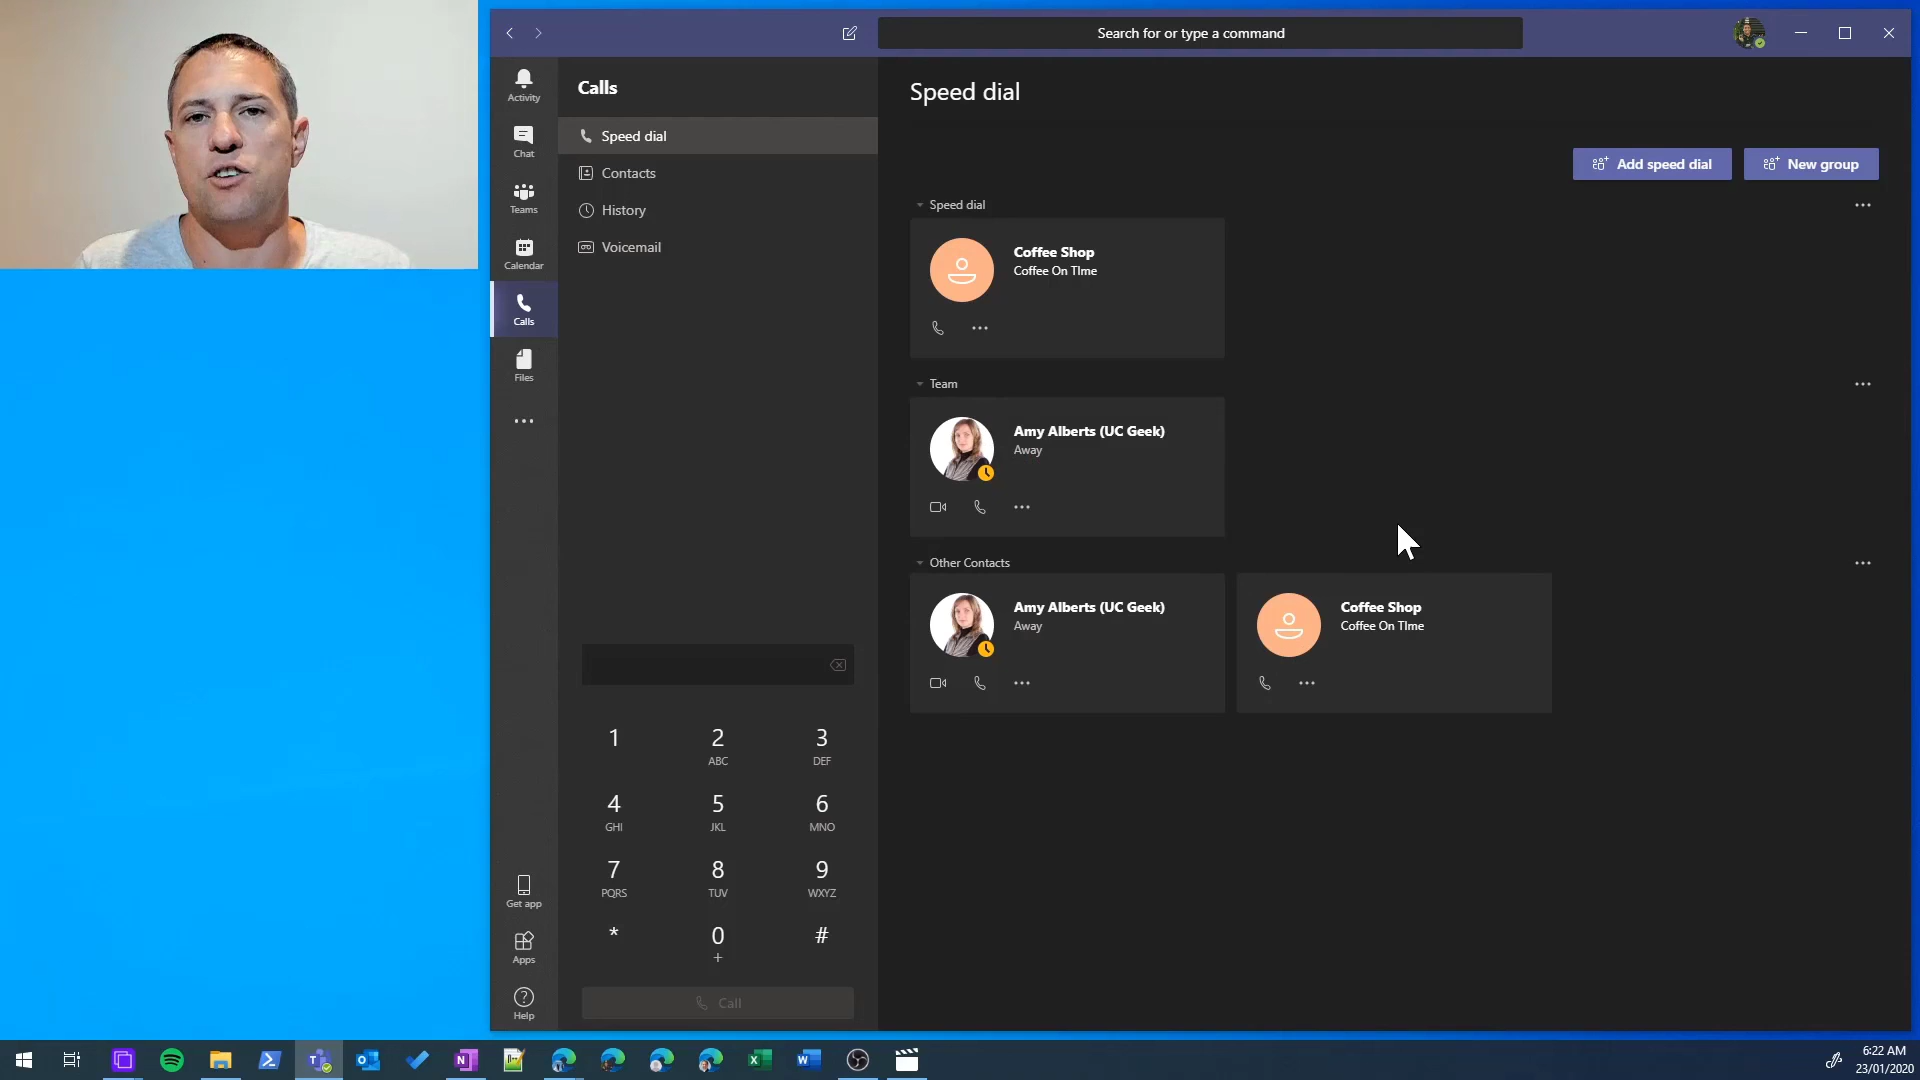 Search for or type a command
Activity
Chat
Teams
Calendar
Calls
Files
Get app
Apps
Help
Calls
Speed dial
Contacts
History
Voicemail
1
2
ABC
3
DEF
4
GHI
5
JKL
6
MNO
7
PQRS
8
TUV
9
WXYZ
*
0
+
#
Call
Speed dial
Add speed dial
New group
Speed dial
Coffee Shop
Coffee On TIme
Team
Amy Alberts (UC Geek)
Away
Other Contacts
Amy Alberts (UC Geek)
Away
Coffee Shop
Coffee On TIme
6:22 AM
23/01/2020